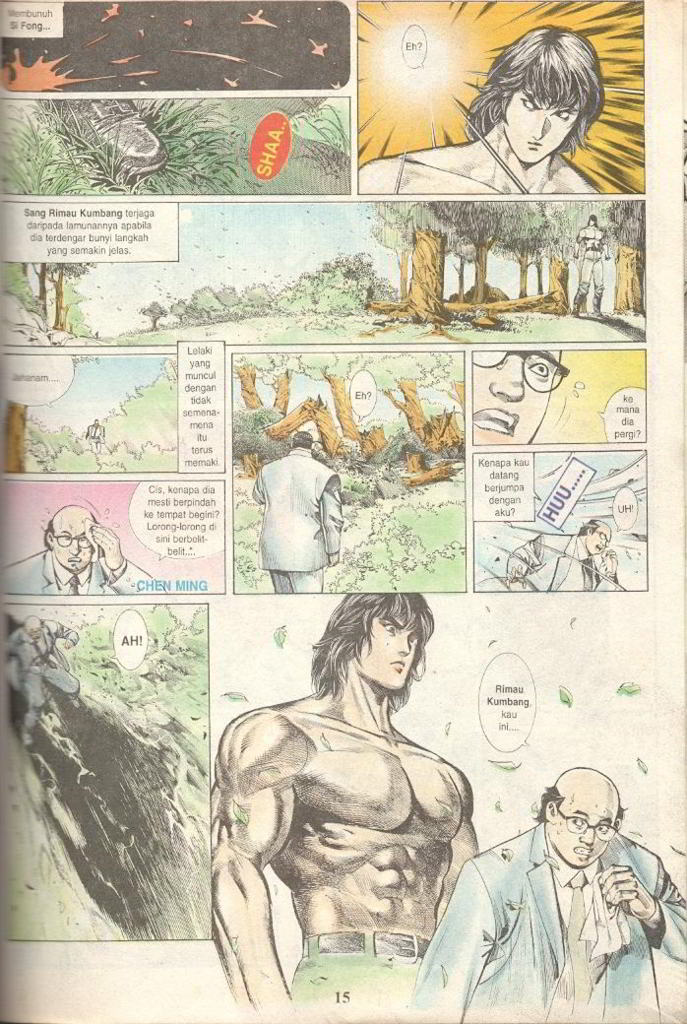 Membunuh
Si Fong...
Eh?
SHAA..
Sang Rimau Kumbang terjaga
daripada lamunannya apabila
dia terdengar bunyi langkah
yang semakin jelas.
Jahanam....
Lelaki
yang
muncul
dengan
tidak
semena-
mena
itu
terus
memaki.
Eh?
ke
mana
dia
pergi?
Cis, kenapa dia
mesti berpindah
ke tempat begini?
Lorong-lorong di
sini berbelit-
belit...".
CHEN MING
Kenapa kau
datang
berjumpa
dengan
aku?
HUU.....
UH!
AH!
Rimau
Kumbang,
kau
ini....
15